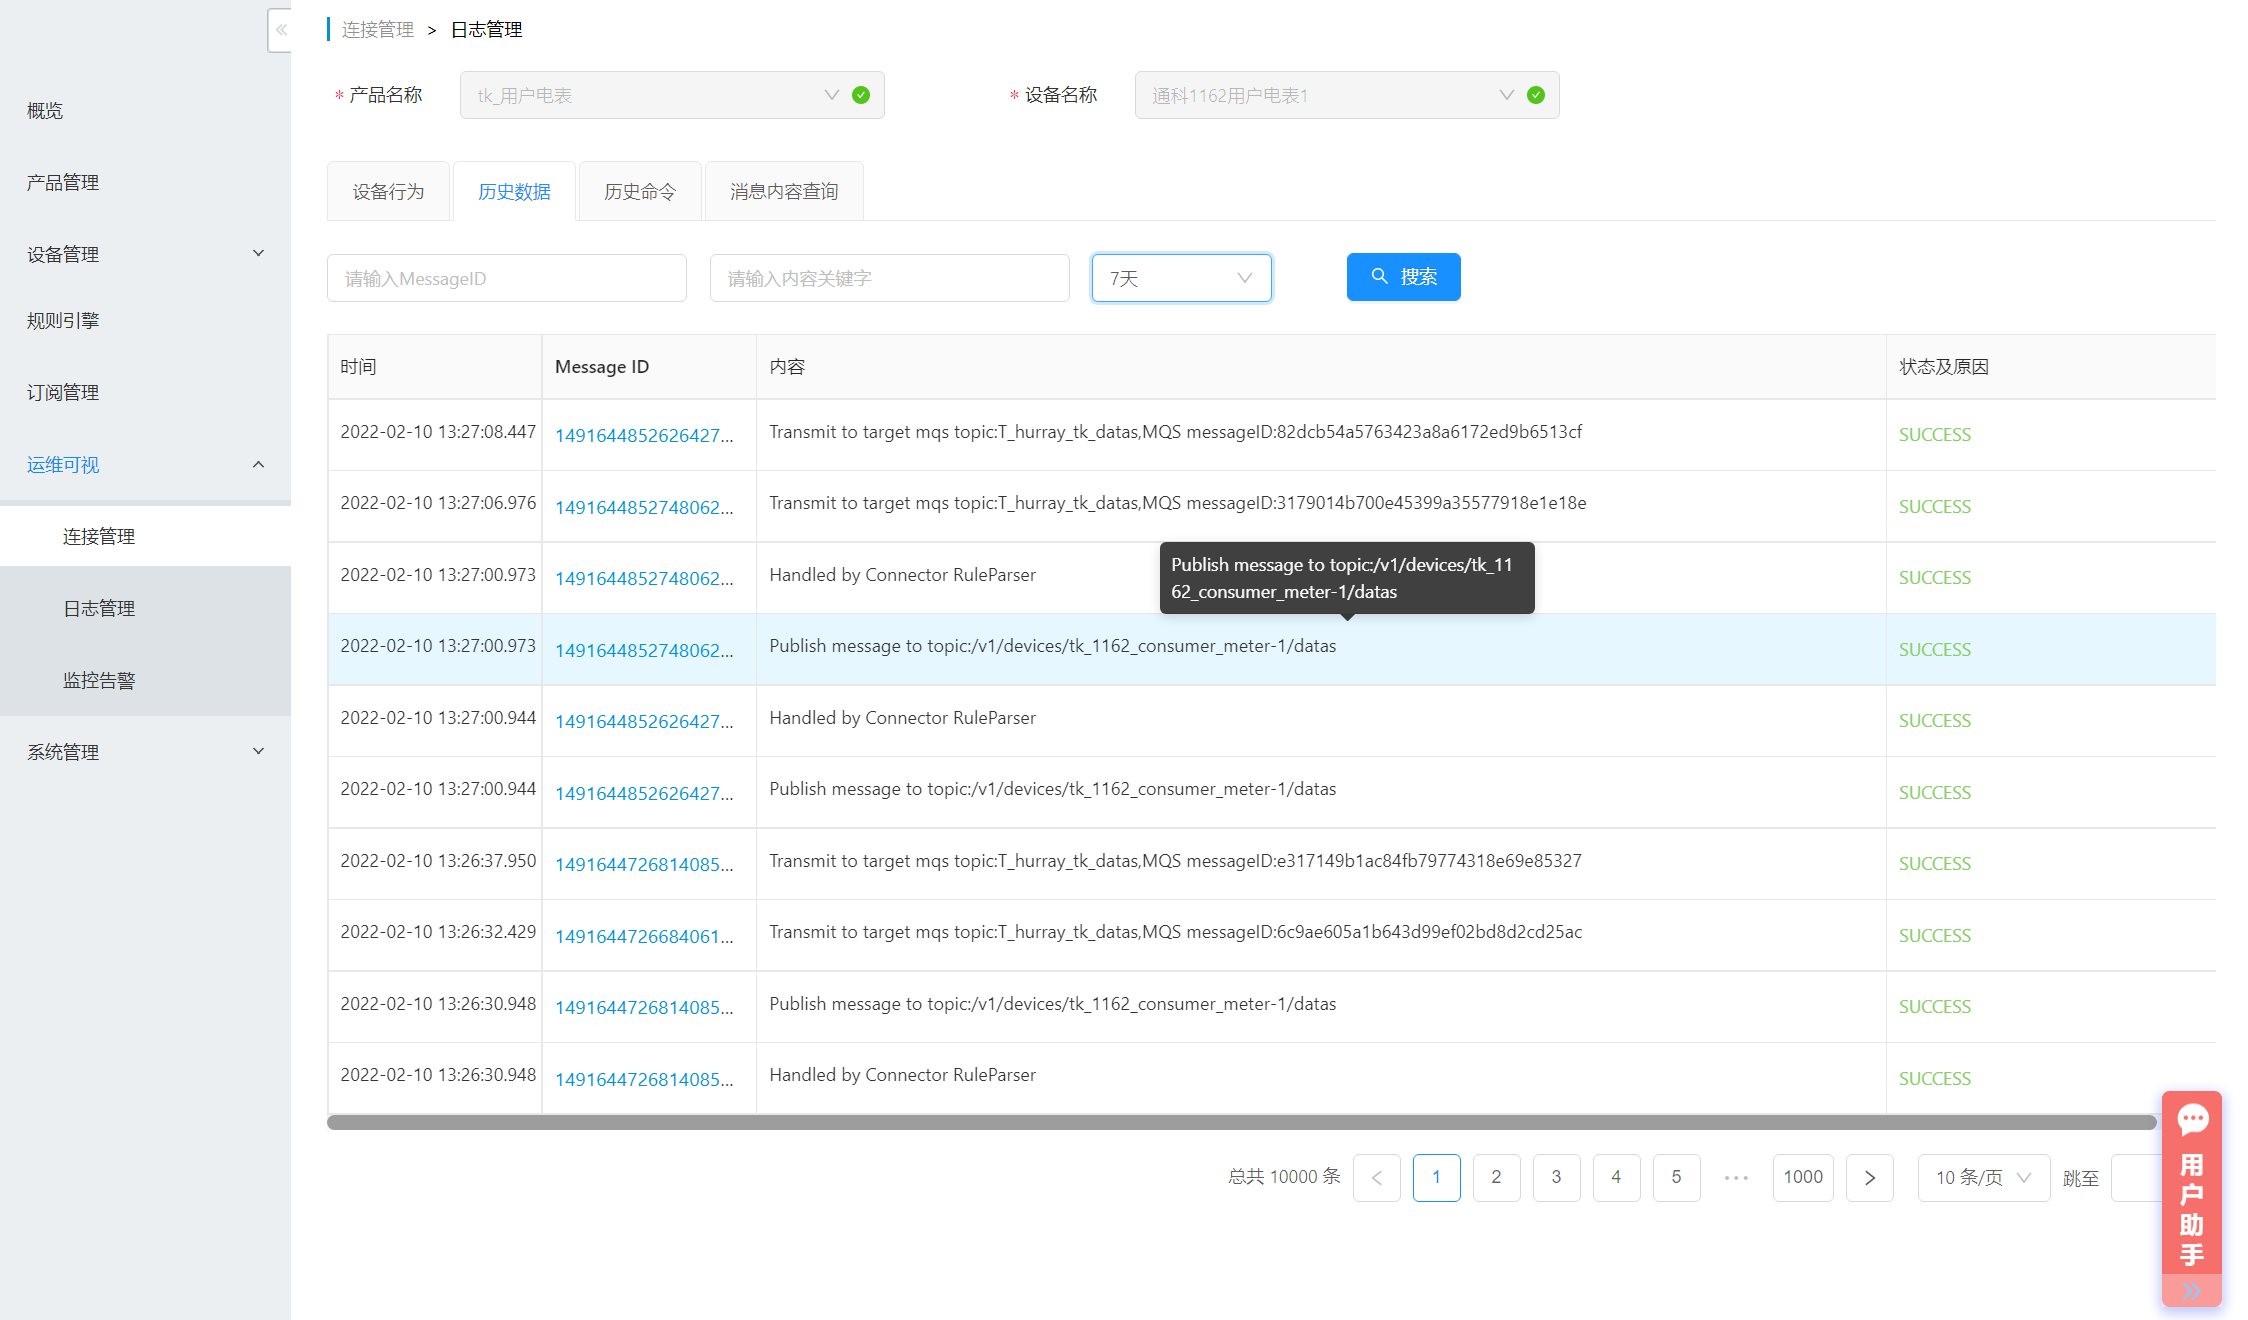 连接管理 > 日志管理
* 产品名称 tk_用户电表 * 设备名称 通科1162用户电表1
概览
产品管理
设备管理
规则引擎
订阅管理
运维可视
连接管理
日志管理
监控告警
系统管理
设备行为 历史数据 历史命令 消息内容查询
请输入MessageID 请输入内容关键字 7天 搜索
时间 Message ID 内容 状态及原因
2022-02-10 13:27:08.447 1491644852626427... Transmit to target mqs topic:T_hurray_tk_datas,MQS messageID:82dcb54a5763423a8a6172ed9b6513cf SUCCESS
2022-02-10 13:27:06.976 1491644852748062... Transmit to target mqs topic:T_hurray_tk_datas,MQS messageID:3179014b700e45399a35577918e1e18e SUCCESS
2022-02-10 13:27:00.973 1491644852748062... Handled by Connector RuleParser SUCCESS
Publish message to topic:/v1/devices/tk_11
62_consumer_meter-1/datas
2022-02-10 13:27:00.973 1491644852748062... Publish message to topic:/v1/devices/tk_1162_consumer_meter-1/datas SUCCESS
2022-02-10 13:27:00.944 1491644852626427... Handled by Connector RuleParser SUCCESS
2022-02-10 13:27:00.944 1491644852626427... Publish message to topic:/v1/devices/tk_1162_consumer_meter-1/datas SUCCESS
2022-02-10 13:26:37.950 1491644726814085... Transmit to target mqs topic:T_hurray_tk_datas,MQS messageID:e317149b1ac84fb79774318e69e85327 SUCCESS
2022-02-10 13:26:32.429 1491644726684061... Transmit to target mqs topic:T_hurray_tk_datas,MQS messageID:6c9ae605a1b643d99ef02bd8d2cd25ac SUCCESS
2022-02-10 13:26:30.948 1491644726814085... Publish message to topic:/v1/devices/tk_1162_consumer_meter-1/datas SUCCESS
2022-02-10 13:26:30.948 1491644726814085... Handled by Connector RuleParser SUCCESS
总共 10000 条 < 1 2 3 4 5 ••• 1000 > 10 条/页 跳至
用户助手